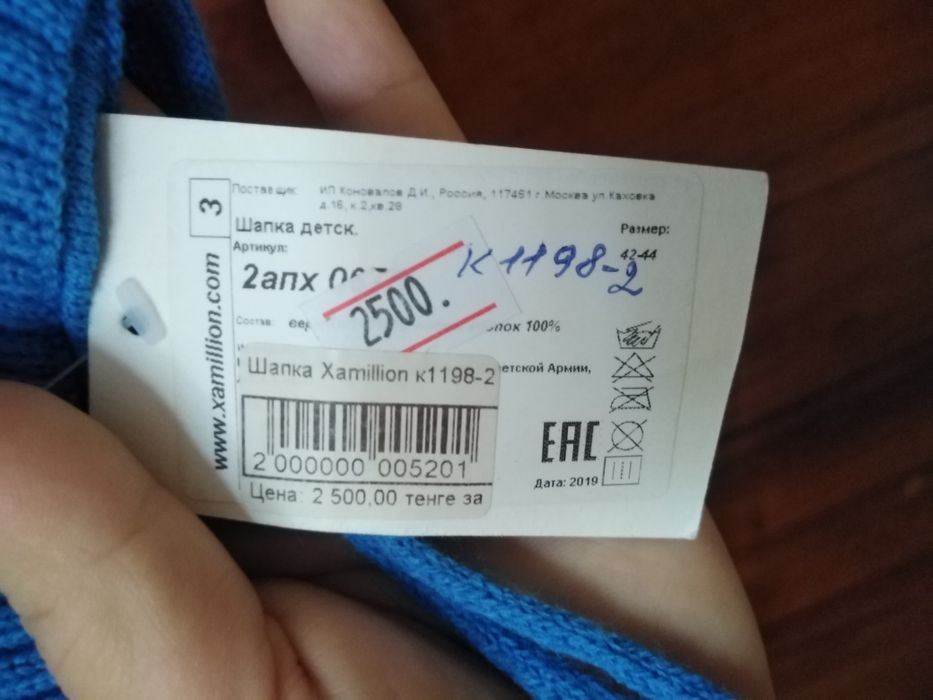 3
Поставщик: ИП Коновалов Д.И., Россия, 117461 г.Москва ул.Каховка
д.16, к.2,кв.28
Шапка детск.
Размер:
42-44
Артикул:
2апх
к1198-2
2500.
Состав:
100%
Шапка Xamillion к1198-2
2 000000 005201
Цена: 2 500,00 тенге за
Армии,
EAC
Дата: 2019
www.xamillion.com